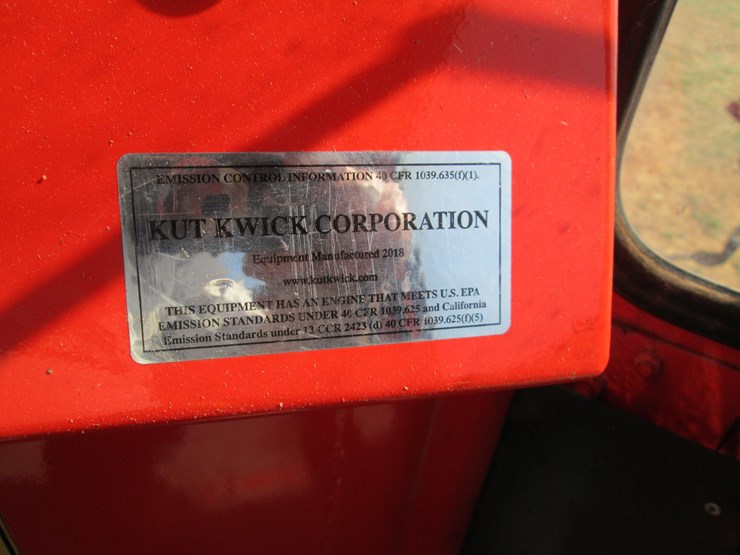 EMISSION CONTROL INFORMATION 40 CFR 1039.635(f)(1).
KUT KWICK CORPORATION
Equipment Manufactured 2018
www.kutkwick.com
THIS EQUIPMENT HAS AN ENGINE THAT MEETS U.S. EPA
EMISSION STANDARDS UNDER 40 CFR 1039.625 and California
Emission Standards under 13 CCR 2423 (d) 40 CFR 1039.625(f)(5)